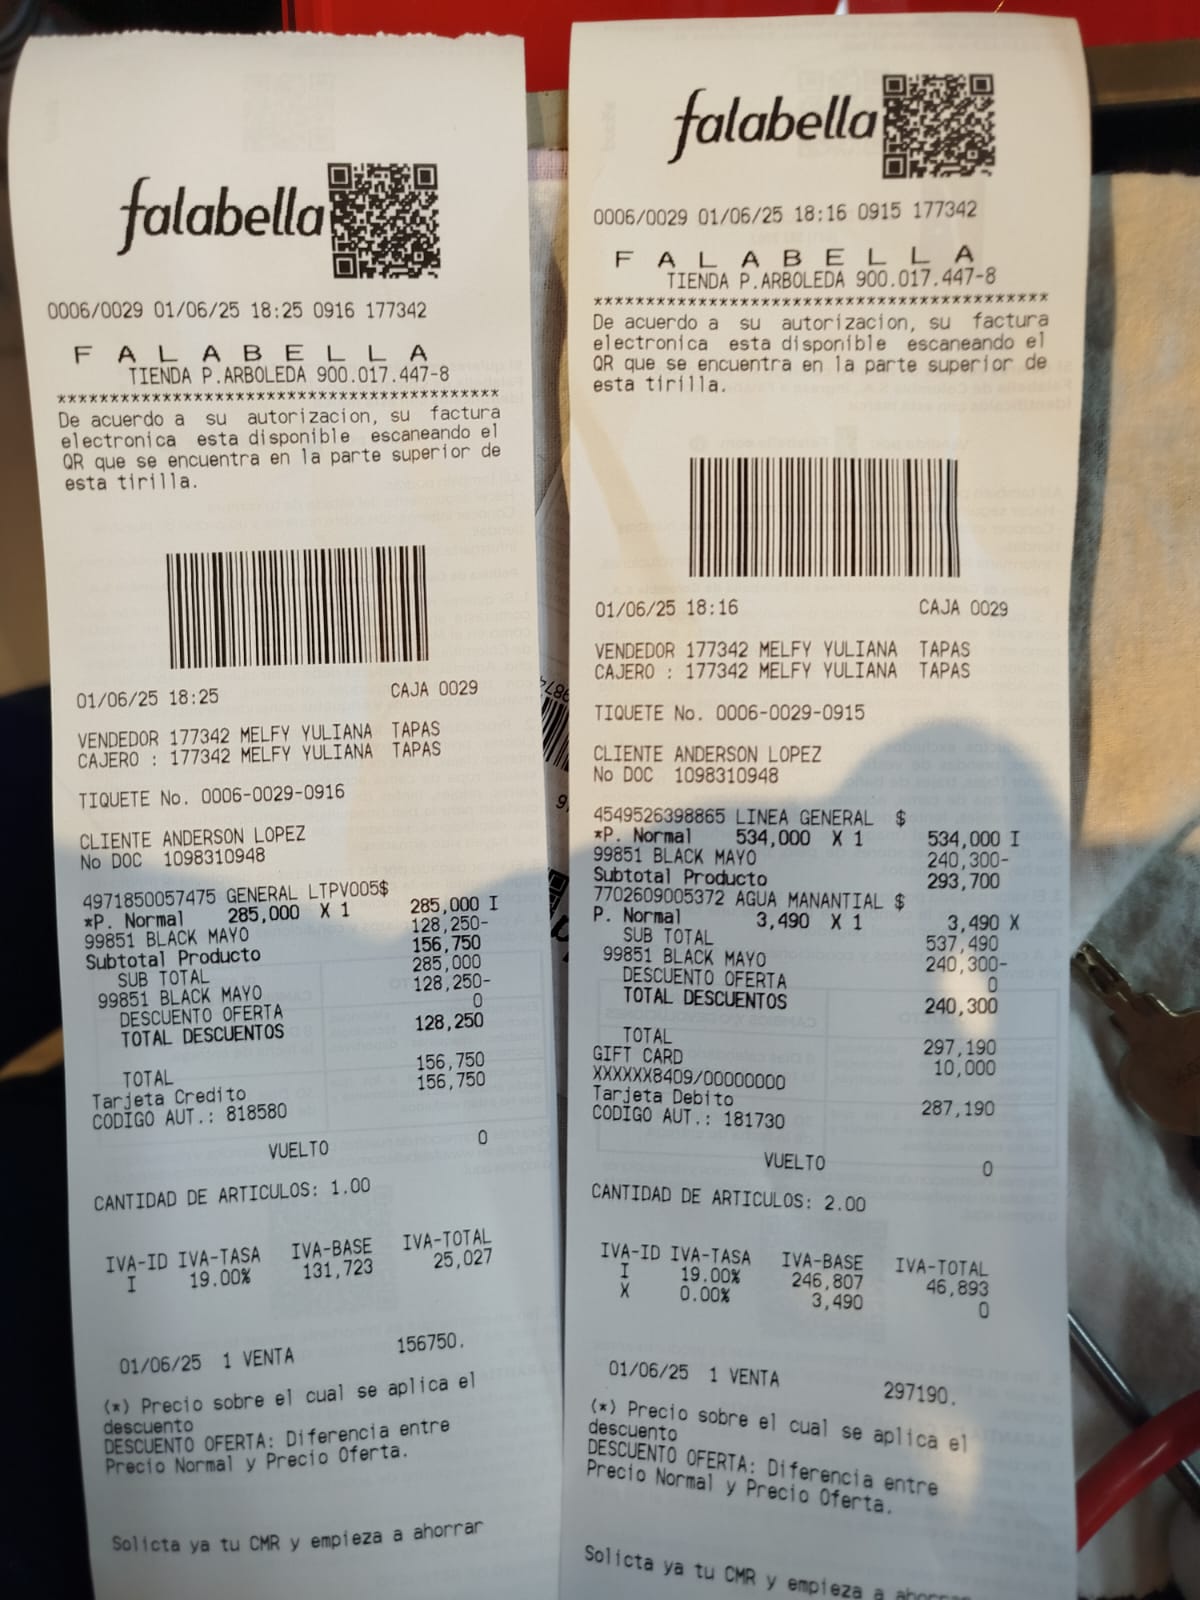 falabella
0006/0029 01/06/25 18:25 0916 177342
F A L A B E L L A
TIENDA P.ARBOLEDA 900.017.447-8
******************************************
De acuerdo a su autorizacion, su factura
electronica esta disponible escaneando el
QR que se encuentra en la parte superior de
esta tirilla.
01/06/25 18:25 CAJA 0029
VENDEDOR 177342 MELFY YULIANA TAPAS
CAJERO : 177342 MELFY YULIANA TAPAS
TIQUETE No. 0006-0029-0916
CLIENTE ANDERSON LOPEZ
No DOC 1098310948
4971850057475 GENERAL LTPV005$
*P. Normal 285,000 X 1 285,000 I
99851 BLACK MAYO 128,250-
Subtotal Producto 156,750
SUB TOTAL 285,000
99851 BLACK MAYO 128,250-
DESCUENTO OFERTA 0
TOTAL DESCUENTOS 128,250
TOTAL 156,750
Tarjeta Credito 156,750
CODIGO AUT.: 818580
VUELTO 0
CANTIDAD DE ARTICULOS: 1.00
IVA-ID IVA-TASA IVA-BASE IVA-TOTAL
I 19.00% 131,723 25,027
01/06/25 1 VENTA 156750.
(*) Precio sobre el cual se aplica el
descuento
DESCUENTO OFERTA: Diferencia entre
Precio Normal y Precio Oferta.
Solicta ya tu CMR y empieza a ahorrar
falabella
0006/0029 01/06/25 18:16 0915 177342
F A L A B E L L A
TIENDA P.ARBOLEDA 900.017.447-8
******************************************
De acuerdo a su autorizacion, su factura
electronica esta disponible escaneando el
QR que se encuentra en la parte superior de
esta tirilla.
01/06/25 18:16 CAJA 0029
VENDEDOR 177342 MELFY YULIANA TAPAS
CAJERO : 177342 MELFY YULIANA TAPAS
TIQUETE No. 0006-0029-0915
CLIENTE ANDERSON LOPEZ
No DOC 1098310948
4549526398865 LINEA GENERAL $
*P. Normal 534,000 X 1 534,000 I
99851 BLACK MAYO 240,300-
Subtotal Producto 293,700
7702609005372 AGUA MANANTIAL $
P. Normal 3,490 X 1 3,490 X
SUB TOTAL 537,490
99851 BLACK MAYO 240,300-
DESCUENTO OFERTA 0
TOTAL DESCUENTOS 240,300
TOTAL 297,190
GIFT CARD 10,000
XXXXXX8409/00000000
Tarjeta Debito 287,190
CODIGO AUT.: 181730
VUELTO 0
CANTIDAD DE ARTICULOS: 2.00
IVA-ID IVA-TASA IVA-BASE IVA-TOTAL
I 19.00% 246,807 46,893
X 0.00% 3,490 0
01/06/25 1 VENTA 297190.
(*) Precio sobre el cual se aplica el
descuento
DESCUENTO OFERTA: Diferencia entre
Precio Normal y Precio Oferta.
Solicta ya tu CMR y empieza a ahorrar